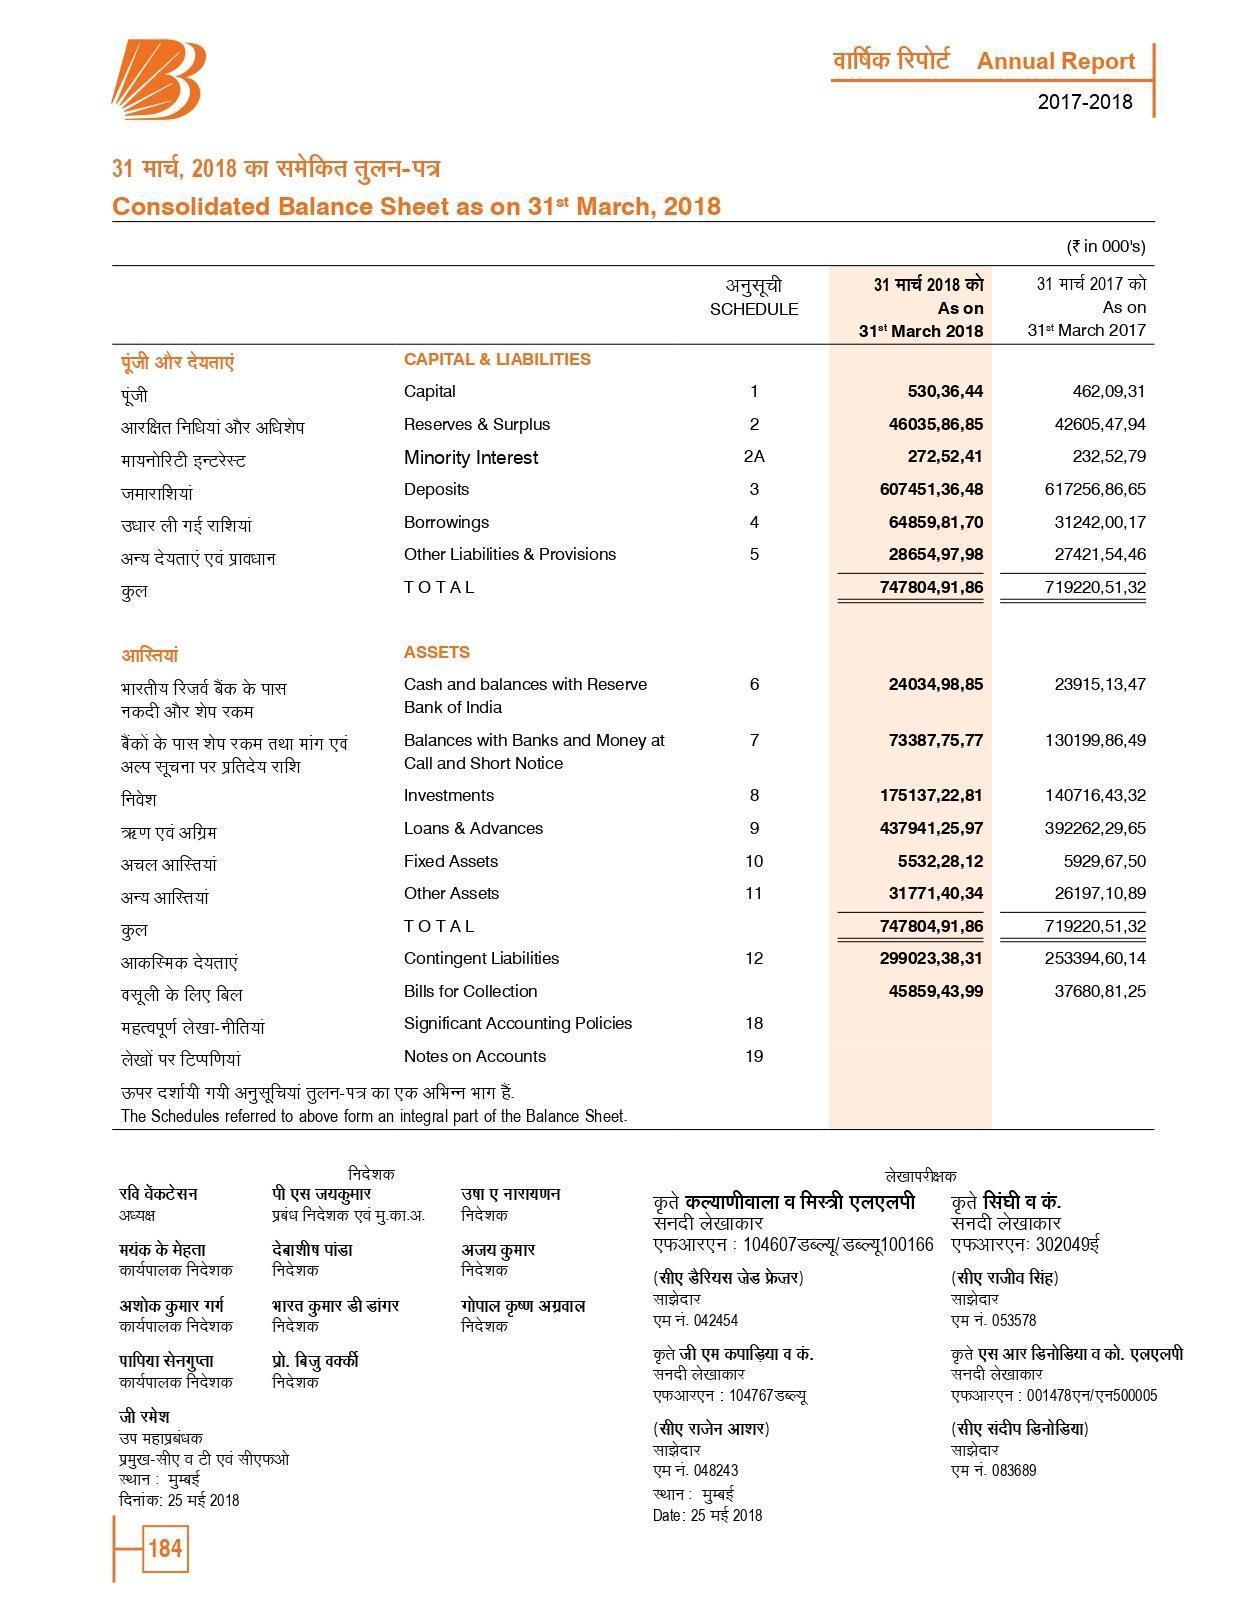 वार्षिक रिपोर्ट Annual Report
2017-2018
31 मार्च, 2018 का समेकित तुलन-पत्र
Consolidated Balance Sheet as on 31st March, 2018
(₹ in 000's)
अनुसूची 31 मार्च 2018 को 31 मार्च 2017 को
SCHEDULE As on As on
31st March 2018 31st March 2017
पूंजी और देयताएं CAPITAL & LIABILITIES
पूंजी Capital 1 530,36,44 462,09,31
आरक्षित निधियां और अधिशेप Reserves & Surplus 2 46035,86,85 42605,47,94
मायनोरिटी इन्टरेस्ट Minority Interest 2A 272,52,41 232,52,79
जमाराशियां Deposits 3 607451,36,48 617256,86,65
उधार ली गई राशियां Borrowings 4 64859,81,70 31242,00,17
अन्य देयताएं एवं प्रावधान Other Liabilities & Provisions 5 28654,97,98 27421,54,46
कुल T O T A L 747804,91,86 719220,51,32
आस्तियां ASSETS
भारतीय रिजर्व बैंक के पास Cash and balances with Reserve 6 24034,98,85 23915,13,47
नकदी और शेप रकम Bank of India
बैंकों के पास शेप रकम तथा मांग एवं Balances with Banks and Money at 7 73387,75,77 130199,86,49
अल्प सूचना पर प्रतिदेय राशि Call and Short Notice
निवेश Investments 8 175137,22,81 140716,43,32
ऋण एवं अग्रिम Loans & Advances 9 437941,25,97 392262,29,65
अचल आस्तियां Fixed Assets 10 5532,28,12 5929,67,50
अन्य आस्तियां Other Assets 11 31771,40,34 26197,10,89
कुल T O T A L 747804,91,86 719220,51,32
आकस्मिक देयताएं Contingent Liabilities 12 299023,38,31 253394,60,14
वसूली के लिए बिल Bills for Collection 45859,43,99 37680,81,25
महत्वपूर्ण लेखा-नीतियां Significant Accounting Policies 18
लेखों पर टिप्पणियां Notes on Accounts 19
ऊपर दर्शायी गयी अनुसूचियां तुलन-पत्र का एक अभिन्न भाग हैं.
The Schedules referred to above form an integral part of the Balance Sheet.
निदेशक
रवि वेंकटेसन पी एस जयकुमार उषा ए नारायणन
अध्यक्ष प्रबंध निदेशक एवं मु.का.अ. निदेशक
मयंक के मेहता देबाशीष पांडा अजय कुमार
कार्यपालक निदेशक निदेशक निदेशक
अशोक कुमार गर्ग भारत कुमार डी डांगर गोपाल कृष्ण अग्रवाल
कार्यपालक निदेशक निदेशक निदेशक
पापिया सेनगुप्ता प्रो. बिजु वर्क्की
कार्यपालक निदेशक निदेशक
जी रमेश
उप महाप्रबंधक
प्रमुख-सीए व टी एवं सीएफओ
स्थान : मुम्बई
दिनांक: 25 मई 2018
लेखापरीक्षक
कृते कल्याणीवाला व मिस्त्री एलएलपी कृते सिंघी व कं.
सनदी लेखाकार सनदी लेखाकार
एफआरएन : 104607डब्ल्यू/डब्ल्यू100166 एफआरएन: 302049ई
(सीए डैरियस ज़ेड फ्रेजर) (सीए राजीव सिंह)
साझेदार साझेदार
एम नं. 042454 एम नं. 053578
कृते जी एम कपाड़िया व कं. कृते एस आर डिनोडिया व को. एलएलपी
सनदी लेखाकार सनदी लेखाकार
एफआरएन : 104767डब्ल्यू एफआरएन : 001478एन/एन500005
(सीए राजेन आशर) (सीए संदीप डिनोडिया)
साझेदार साझेदार
एम नं. 048243 एम नं. 083689
स्थान : मुम्बई
Date: 25 मई 2018
184